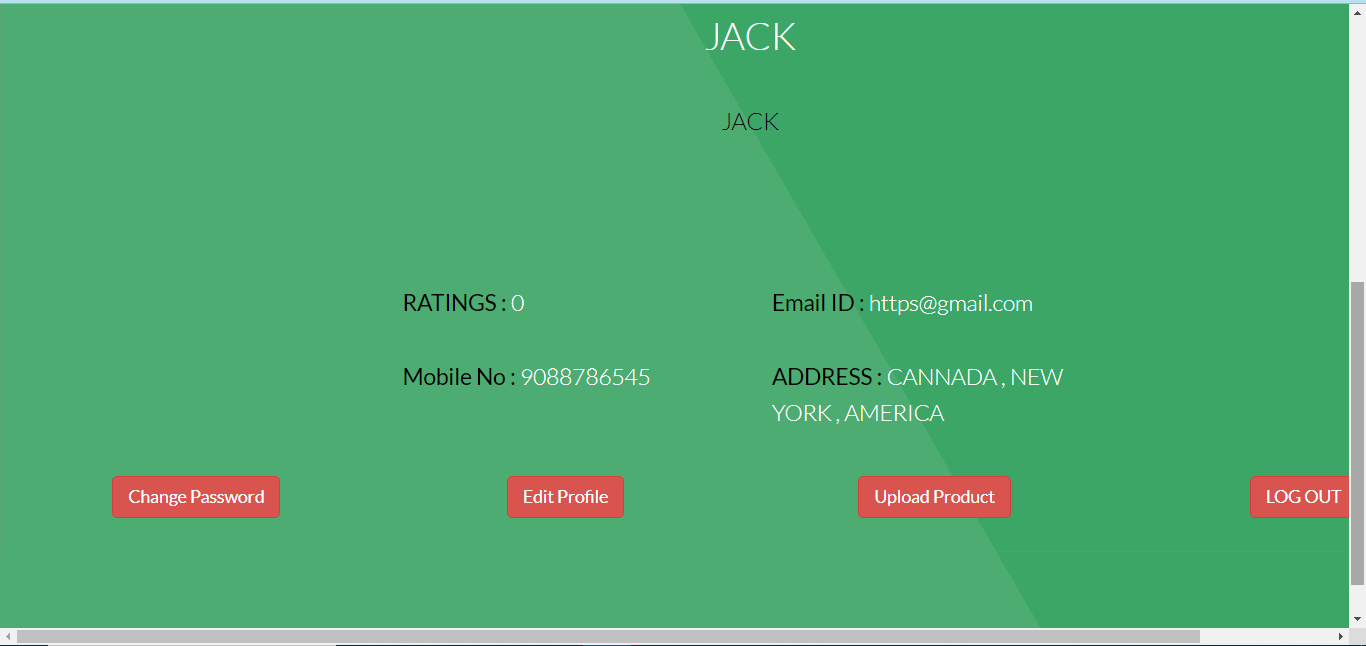 JACK
JACK
RATINGS : 0
Email ID : https@gmail.com
Mobile No : 9088786545
ADDRESS : CANNADA , NEW
YORK , AMERICA
Change Password
Edit Profile
Upload Product
LOG OUT